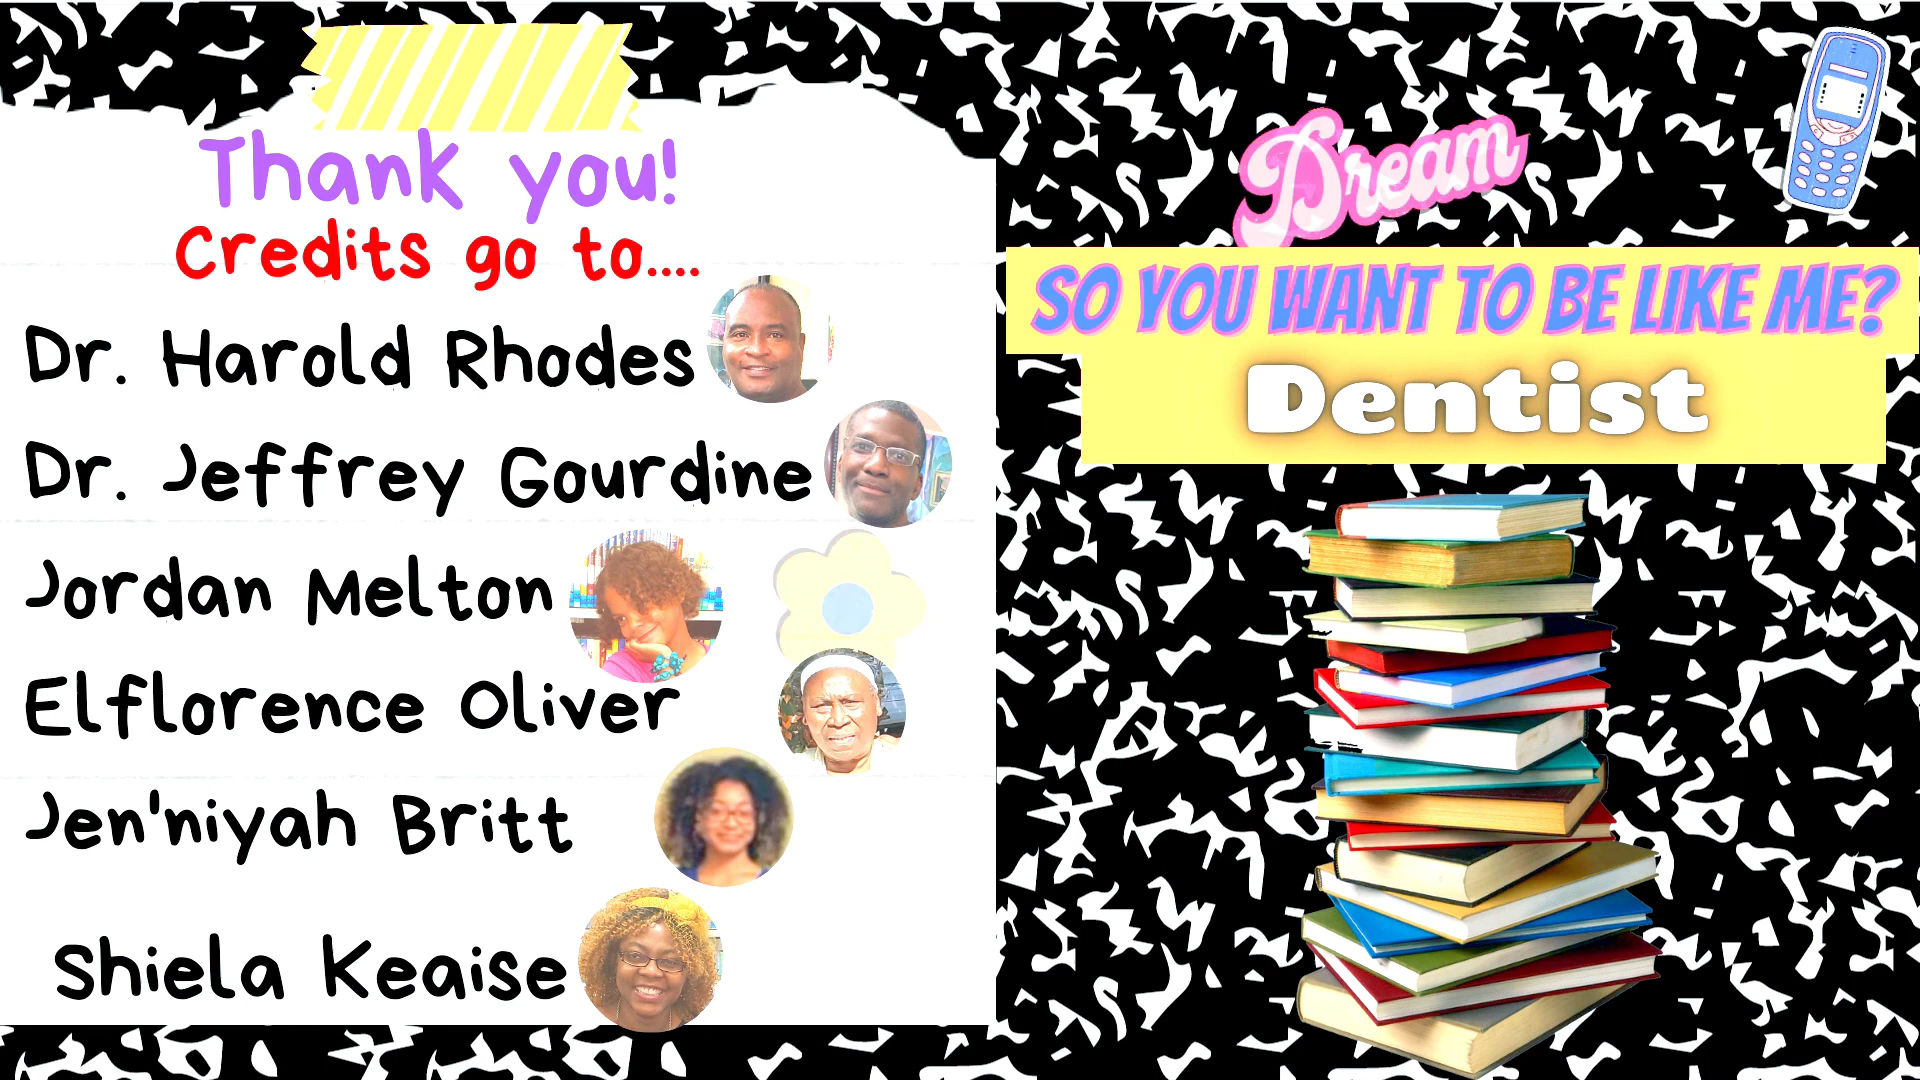 Thank you!
Credits go to....
Dr. Harold Rhodes
Dr. Jeffrey Gourdine
Jordan Melton
Elflorence Oliver
Jen'niyah Britt
Shiela Keaise
Dream
SO YOU WANT TO BE LIKE ME?
Dentist